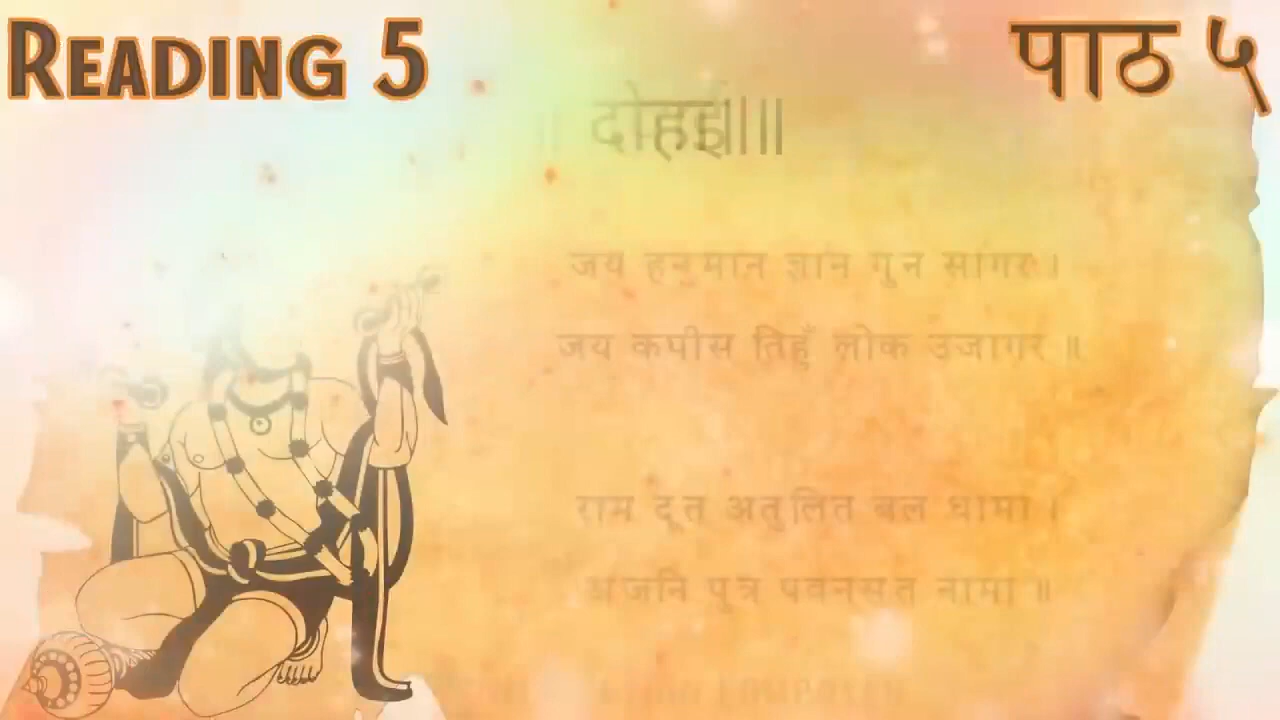 Reading 5
पाठ ५
जय हनुमान ज्ञान गुन सागर ।
जय कपीस तिहुँ लोक उजागर ॥
राम दूत अतुलित बल धामा ।
अंजनि पुत्र पवनसुत नामा ॥